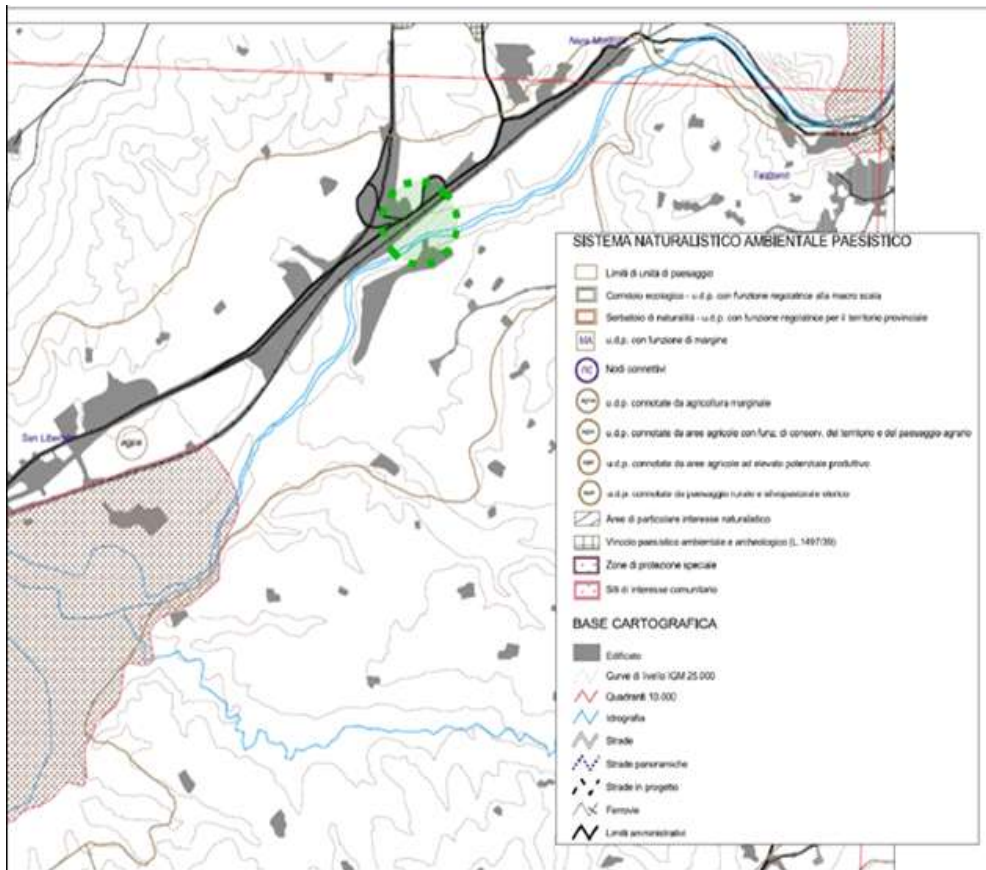 Nera Montoro
Taizzano
San Liberato
agva
SISTEMA NATURALISTICO AMBIENTALE PAESISTICO
Limiti di unità di paesaggio
Corridoio ecologico - u.d.p. con funzione regolatrice alla macro scala
Serbatoio di naturalità - u.d.p. con funzione regolatrice per il territorio provinciale
MA u.d.p. con funzione di margine
nc Nodi connettivi
u.d.p. connotate da agricoltura marginale
u.d.p. connotate da aree agricole con funz. di conserv. del territorio e del paesaggio agrario
u.d.p. connotate da aree agricole ad elevato potenziale produttivo
u.d.p. connotate da paesaggio rurale e silvopastorale storico
Aree di particolare interesse naturalistico
Vincolo paesistico ambientale e archeologico (L. 1497/39)
Zone di protezione speciale
Siti di interesse comunitario
BASE CARTOGRAFICA
Edificato
Curve di livello IGM 25.000
Quadranti 10.000
Idrografia
Strade
Strade panoramiche
Strade in progetto
Ferrovie
Limiti amministrativi